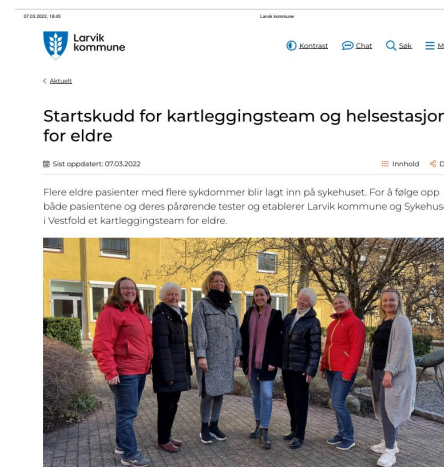 07.03.2022, 18:45 Larvik kommune
Larvik
kommune
Kontrast Chat Søk M
< Aktuelt
Startskudd for kartleggingsteam og helsestasjon
for eldre
Sist oppdatert: 07.03.2022 Innhold D
Flere eldre pasienter med flere sykdommer blir lagt inn på sykehuset. For å følge opp
både pasientene og deres pårørende tester og etablerer Larvik kommune og Sykehuse
i Vestfold et kartleggingsteam for eldre.